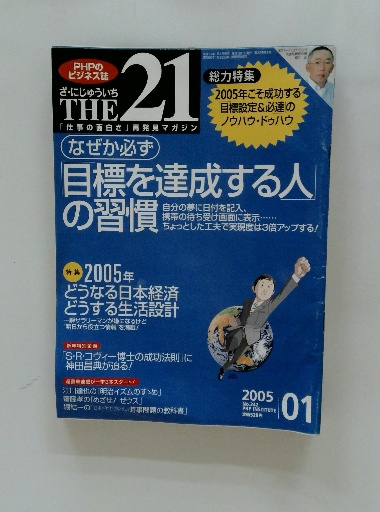 PHPの
ビジネス誌
ざ・にじゅういち
THE 21
「仕事の面白さ」再発見マガジン
総力特集
2005年こそ成功する
「目標設定&必達」の
ノウハウ・ドゥハウ
なぜか必ず
「目標を達成する人」
の習慣
自分の夢に日付を記入、
携帯の待ち受け画面に表示……
ちょっとした工夫で実現度は3倍アップする!
特集
2005年
どうなる日本経済
どうする生活設計
「S・R・コヴィー博士の成功法則」に
神田昌典が迫る!
2005
No.242
PHP INSTITUTE
01